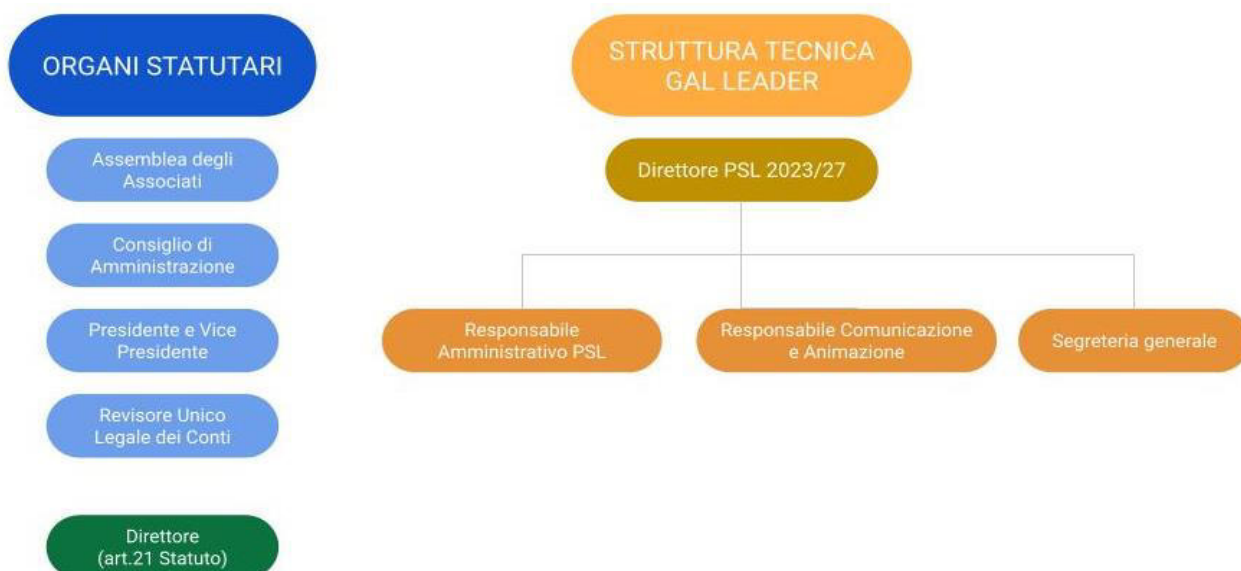 ORGANI STATUTARI
Assemblea degli
Associati
Consiglio di
Amministrazione
Presidente e Vice
Presidente
Revisore Unico
Legale dei Conti
Direttore
(art.21 Statuto)
STRUTTURA TECNICA
GAL LEADER
Direttore PSL 2023/27
Responsabile
Amministrativo PSL
Responsabile Comunicazione
e Animazione
Segreteria generale